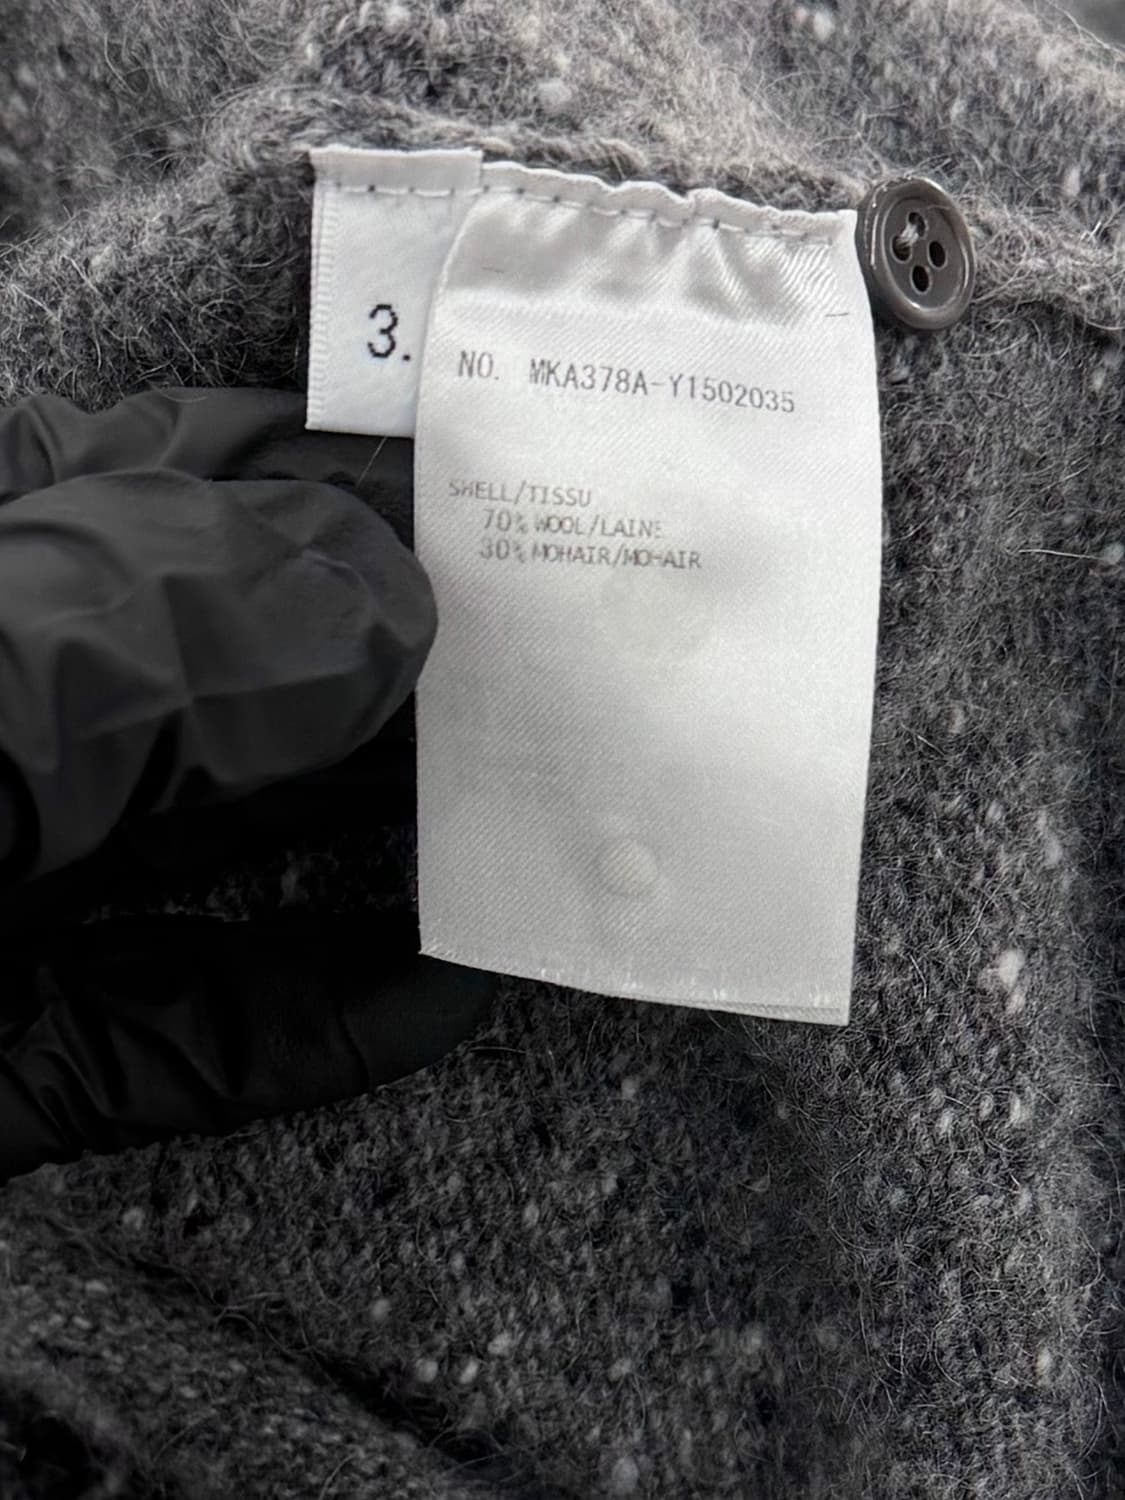 3.
NO. MKA378A-Y1502035
SHELL/TISSU
70% WOOL/LAINE
30% MOHAIR/MOHAIR